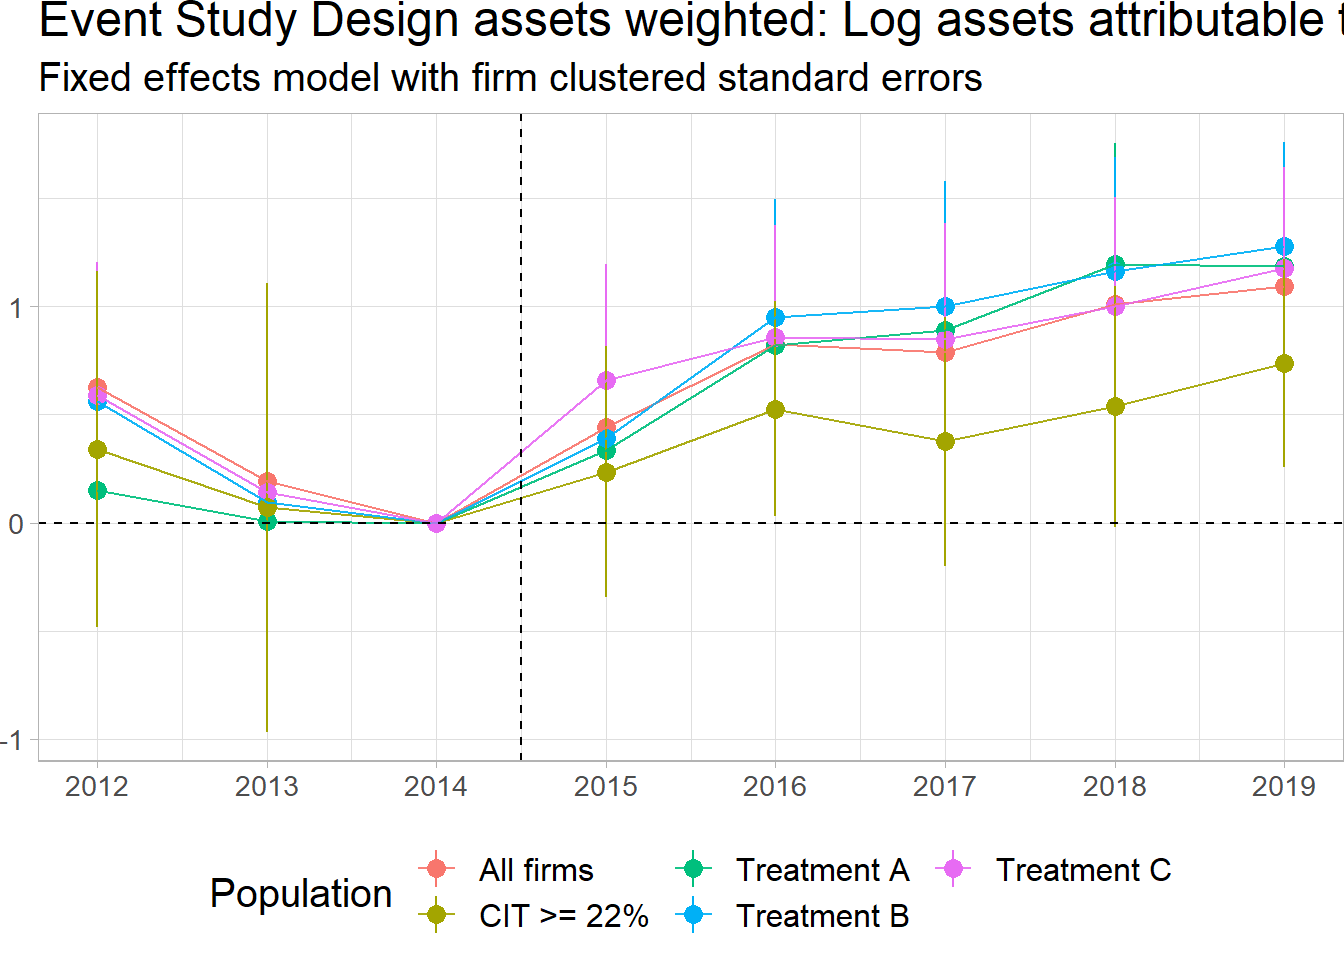 Event Study Design assets weighted: Log assets attributable
Fixed effects model with firm clustered standard errors
1
0
-1
2012 2013 2014 2015 2016 2017 2018 2019
Population
All firms Treatment A Treatment C
CIT >= 22% Treatment B